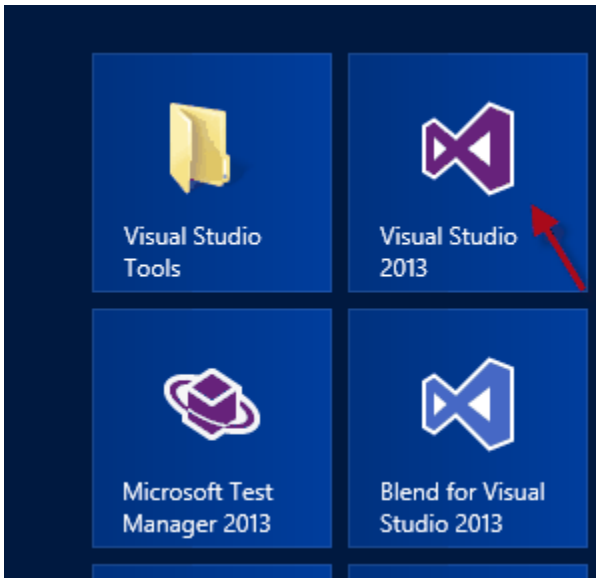 Visual Studio
Tools
Visual Studio
2013
Microsoft Test
Manager 2013
Blend for Visual
Studio 2013